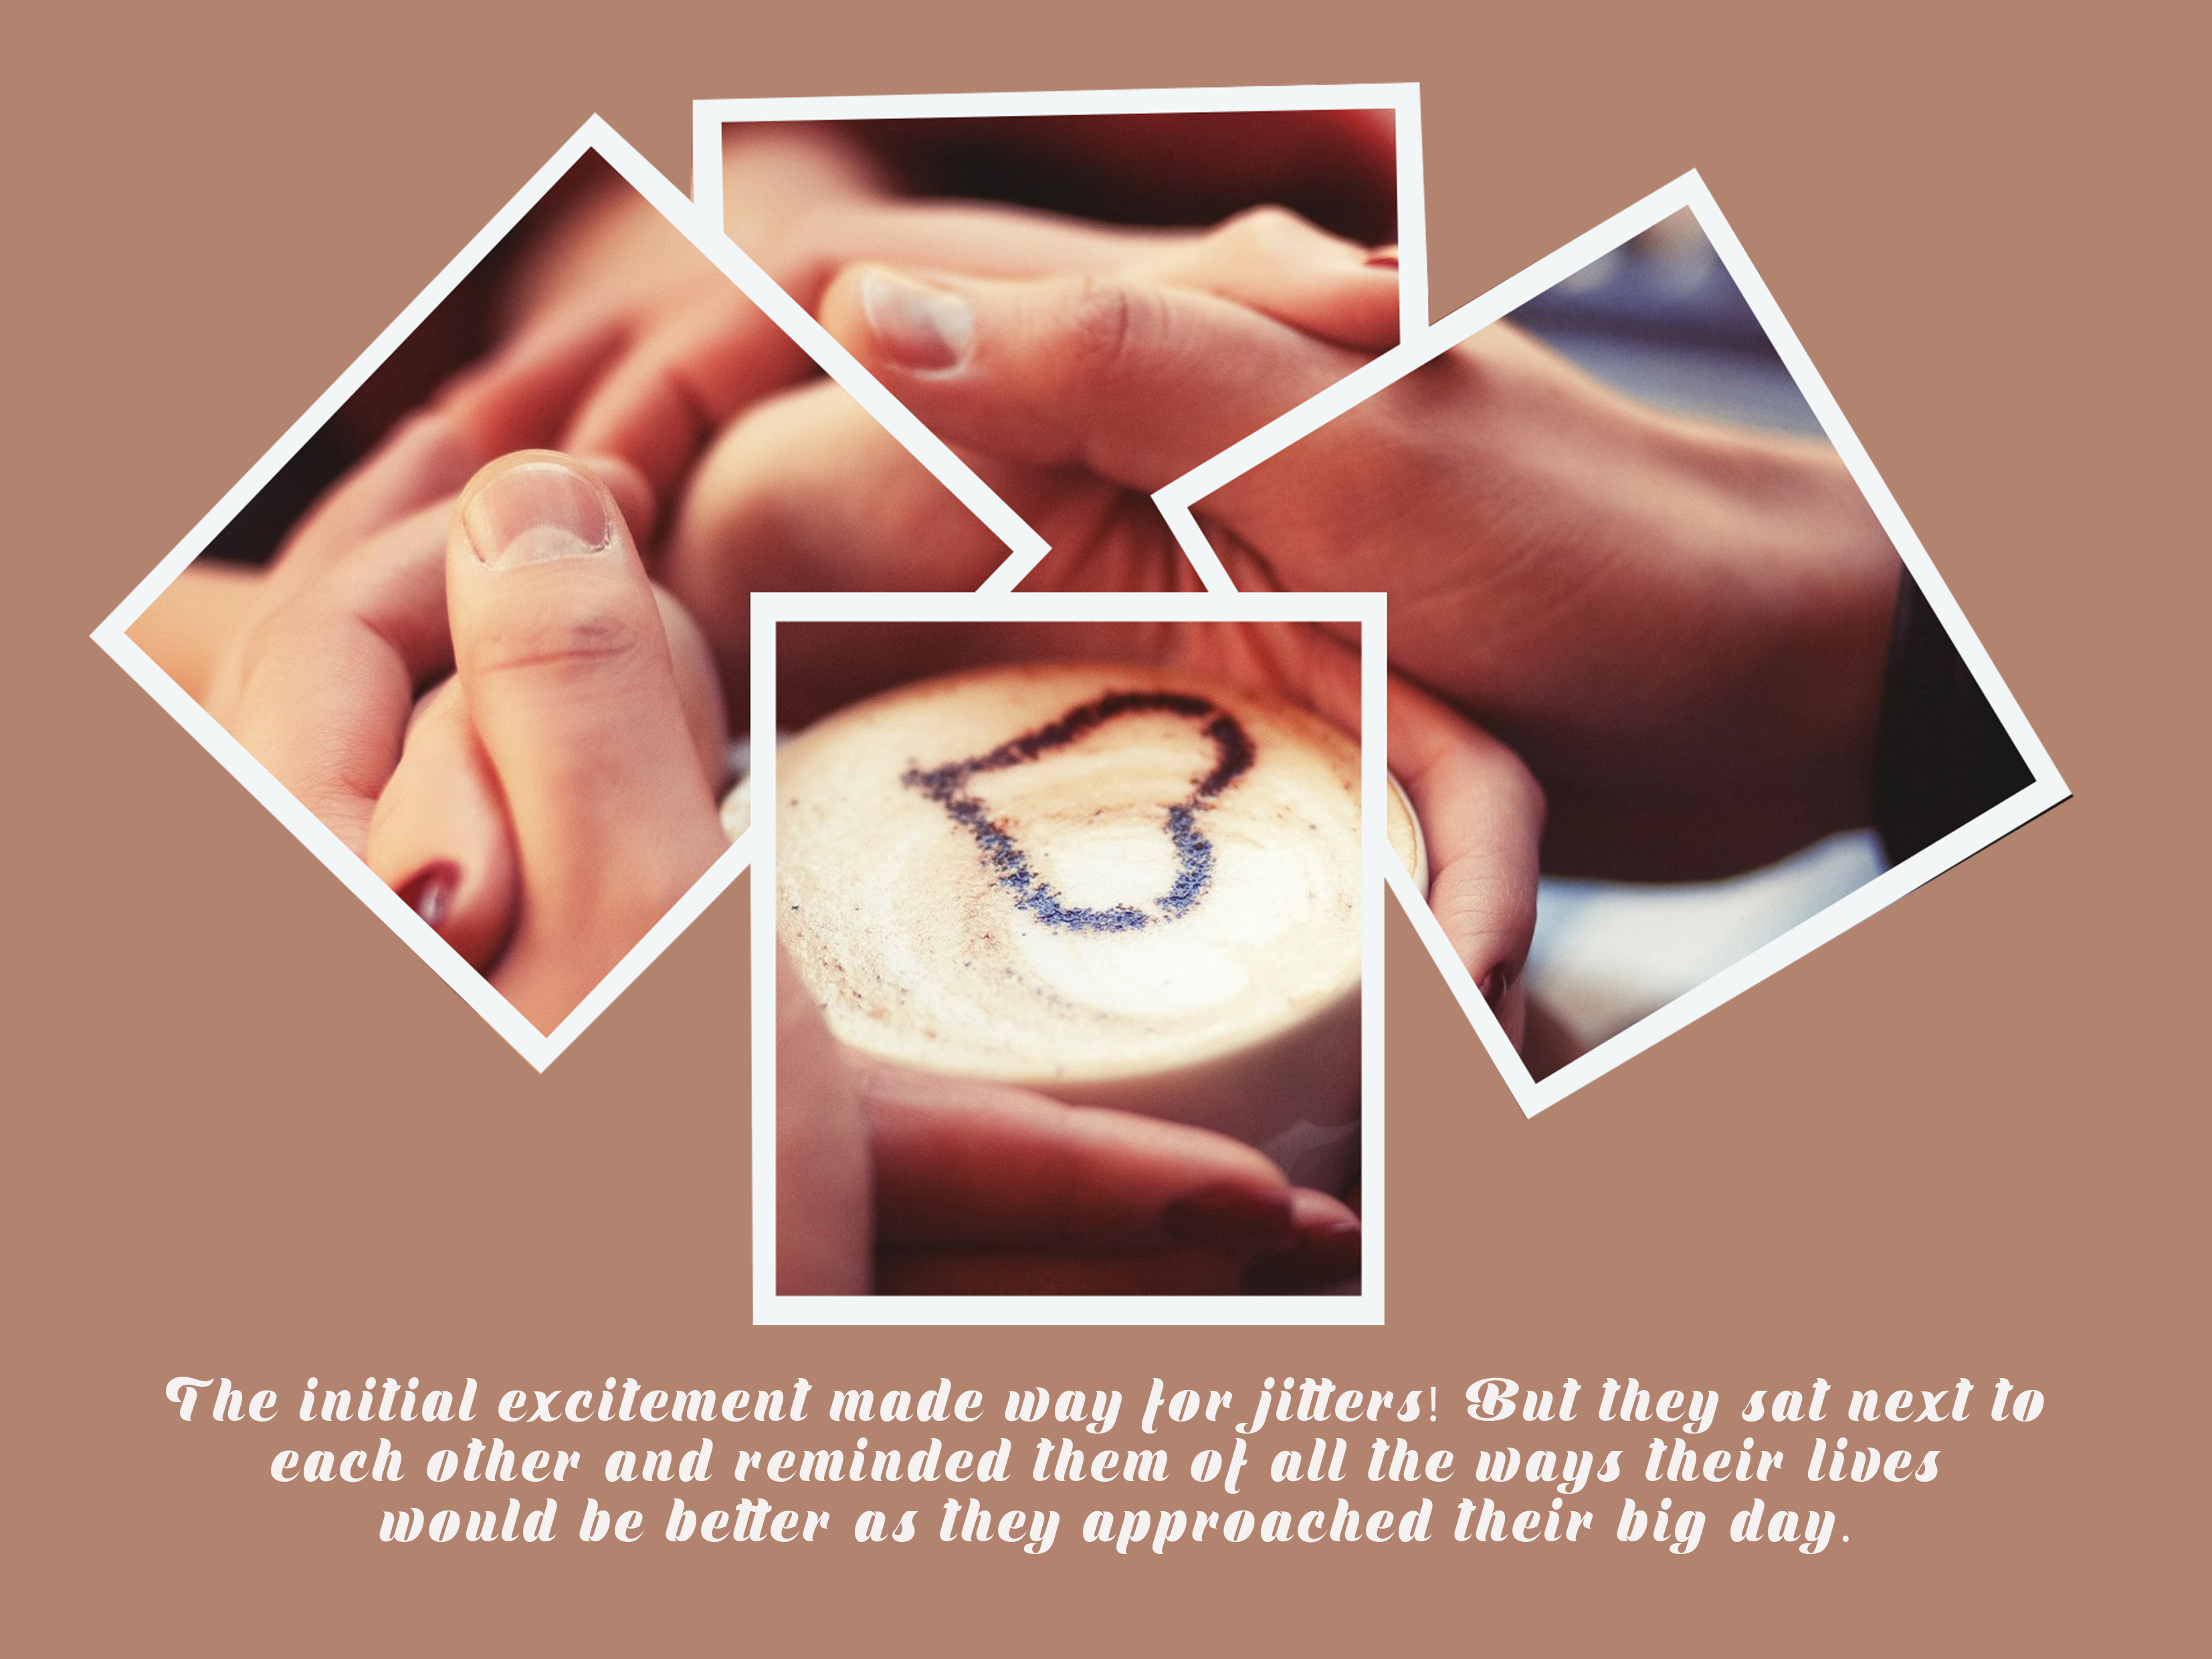 The initial excitement made way for jitters! But they sat next to
each other and reminded them of all the ways their lives
would be better as they approached their big day.